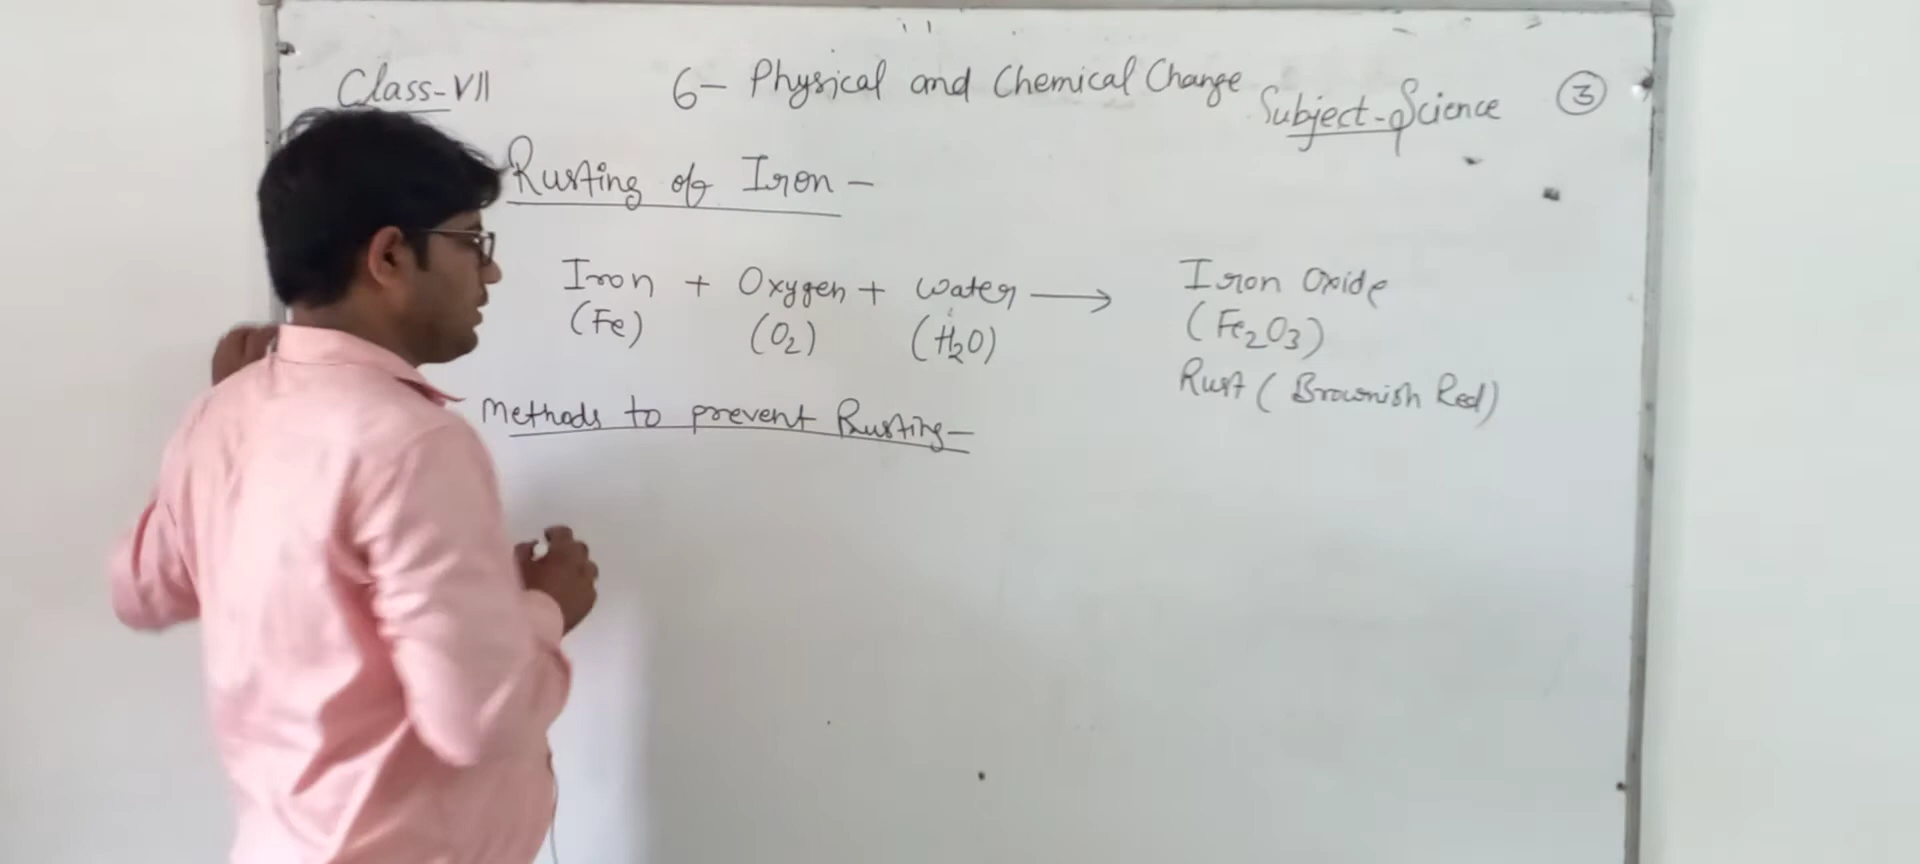 Class-VII
6- Physical and Chemical Change
Subject-Science
3
Rusting of Iron -
Iron + Oxygen + water → Iron Oxide
(Fe) (O2) (H2O) (Fe2O3)
Rust (Brownish Red)
Methods to prevent Rusting-